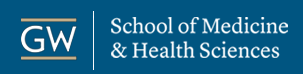 GW
School of Medicine
& Health Sciences